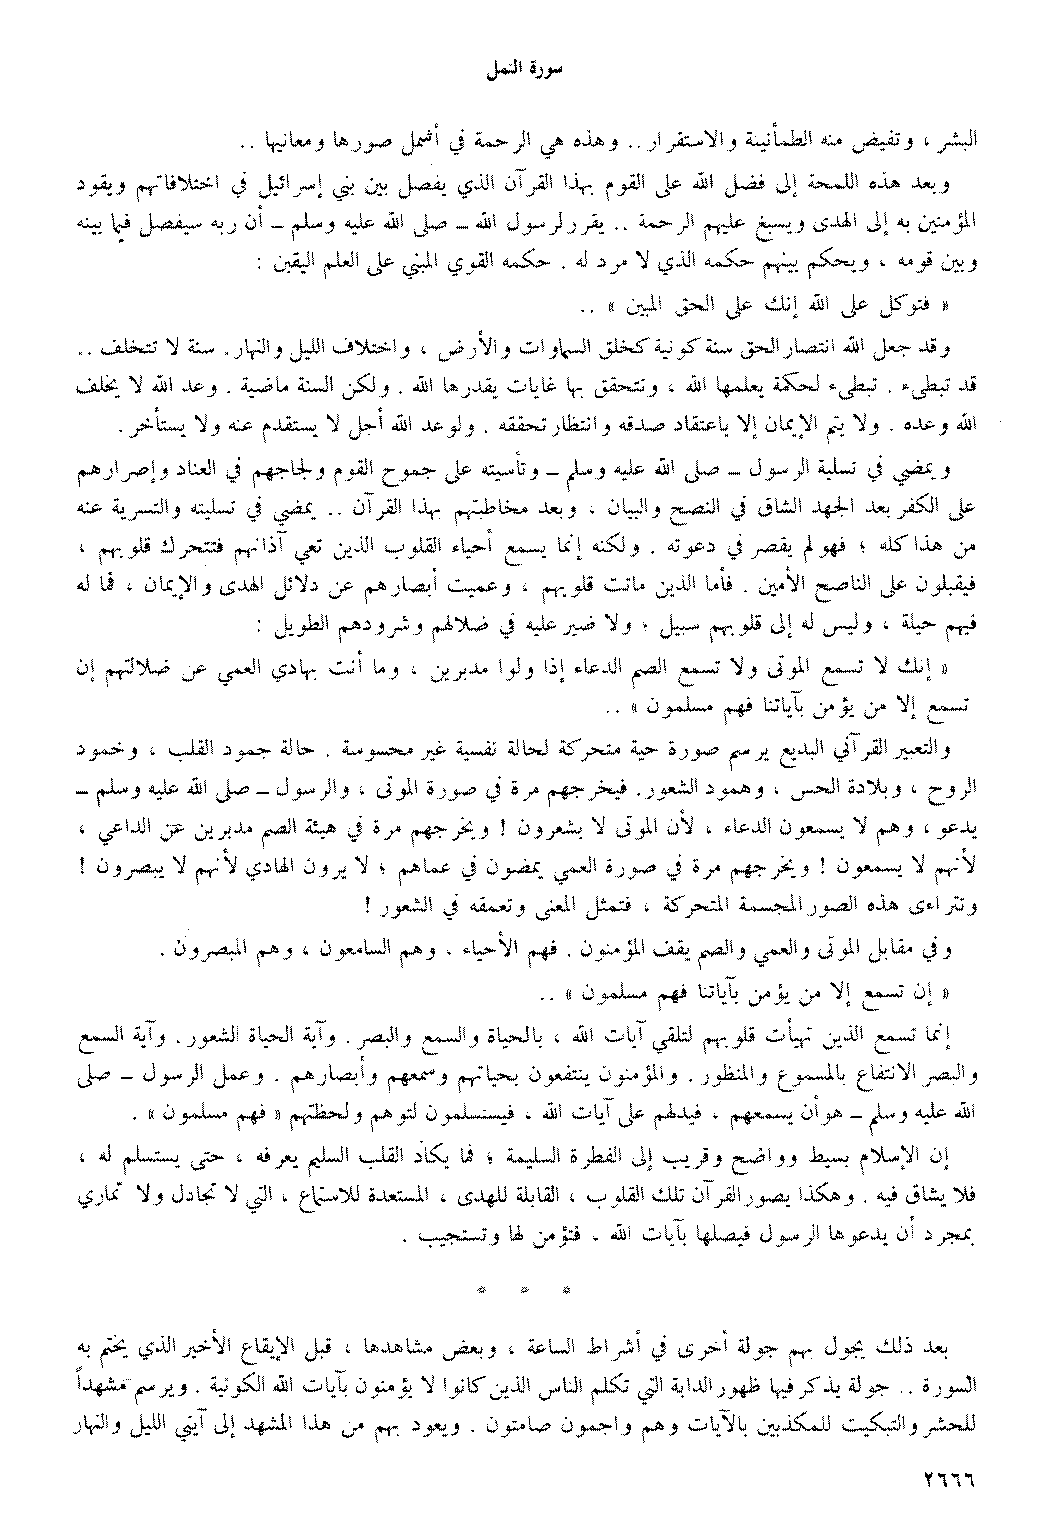 سورة النمل
البشر ، وتفيض منه الطمأنينة والاستقرار .. وهذه هي الرحمة في أشمل صورها ومعانيها ..
وبعد هذه اللمحة إلى فضل الله على القوم بهذا القرآن الذي يفصل بين بني إسرائيل في اختلافاتهم ويقود
المؤمنين به إلى الهدى ويسبغ عليهم الرحمة .. يقرر لرسول الله – صلى الله عليه وسلم – أن ربه سيفصل فيما بينه
وبين قومه ، ويحكم بينهم حكمه الذي لا مرد له . حكمه القوي المبني على العلم اليقين :
« فتوكل على الله إنك على الحق المبين » ..
وقد جعل الله انتصار الحق سنة كونية كخلق السماوات والأرض ، واختلاف الليل والنهار . سنة لا تتخلف ..
قد تبطىء . تبطىء لحكمة يعلمها الله ، وتتحقق بها غايات يقدرها الله . ولكن السنة ماضية . وعد الله لا يخلف
الله وعده . ولا يتم الإيمان إلا باعتقاد صدقه وانتظار تحققه . ولوعد الله أجل لا يستقدم عنه ولا يستأخر .
ويمضي في تسلية الرسول – صلى الله عليه وسلم – وتأسيته على جموح القوم ولجاجهم في العناد وإصرارهم
على الكفر بعد الجهد الشاق في النصح والبيان ، وبعد مخاطبتهم بهذا القرآن .. يمضي في تسليته والتسرية عنه
من هذا كله ؛ فهو لم يقصر في دعوته . ولكنه إنما يسمع أحياء القلوب الذين تعي آذانهم فتتحرك قلوبهم ،
فيقبلون على الناصح الأمين . فأما الذين ماتت قلوبهم ، وعميت أبصارهم عن دلائل الهدى والإيمان ، فما له
فيهم حيلة ، وليس له إلى قلوبهم سبيل ؛ ولا ضير عليه في ضلالهم وشرودهم الطويل :
« إنك لا تسمع الموتى ولا تسمع الصم الدعاء إذا ولوا مدبرين ، وما أنت بهادي العمي عن ضلالتهم إن
تسمع إلا من يؤمن بآياتنا فهم مسلمون » ..
والتعبير القرآني البديع يرسم صورة حية متحركة لحالة نفسية غير محسوسة . حالة جمود القلب ، وخمود
الروح ، وبلادة الحس ، وهمود الشعور . فيخرجهم مرة في صورة الموتى ، والرسول – صلى الله عليه وسلم –
يدعو ، وهم لا يسمعون الدعاء ، لأن الموتى لا يشعرون ! ويخرجهم مرة في هيئة الصم مدبرين عن الداعي ،
لأنهم لا يسمعون ! ويخرجهم مرة في صورة العمي يمضون في عماهم ؛ لا يرون الهادي لأنهم لا يبصرون !
وتتراءى هذه الصور المجسمة المتحركة ، فتمثل المعنى وتعمقه في الشعور !
وفي مقابل الموتى والعمي والصم يقف المؤمنون . فهم الأحياء ، وهم السامعون ، وهم المبصرون .
« إن تسمع إلا من يؤمن بآياتنا فهم مسلمون » ..
إنما تسمع الذين تهيأت قلوبهم لتلقي آيات الله ، بالحياة والسمع والبصر . وآية الحياة الشعور . وآية السمع
والبصر الانتفاع بالمسموع والمنظور . والمؤمنون ينتفعون بحياتهم وسمعهم وأبصارهم . وعمل الرسول – صلى
الله عليه وسلم – هو أن يسمعهم ، فيدلهم على آيات الله ، فيستسلمون لتوهم ولحظتهم « فهم مسلمون » .
إن الإسلام بسيط وواضح وقريب إلى الفطرة السليمة ؛ فما يكاد القلب السليم يعرفه ، حتى يستسلم له ،
فلا يشاق فيه . وهكذا يصور القرآن تلك القلوب ، القابلة للهدى ، المستعدة للاستماع ، التي لا تجادل ولا تماري
بمجرد أن يدعوها الرسول فيصلها بآيات الله ، فتؤمن لها وتستجيب .
* * *
بعد ذلك يجول بهم جولة أخرى في أشراط الساعة ، وبعض مشاهدها ، قبل الإيقاع الأخير الذي يختم به
السورة .. جولة يذكر فيها ظهور الدابة التي تكلم الناس الذين كانوا لا يؤمنون بآيات الله الكونية . ويرسم مشهداً
للحشر والتبكيت للمكذبين بالآيات وهم واجمون صامتون . ويعود بهم من هذا المشهد إلى آيتي الليل والنهار
٢٦٦٦